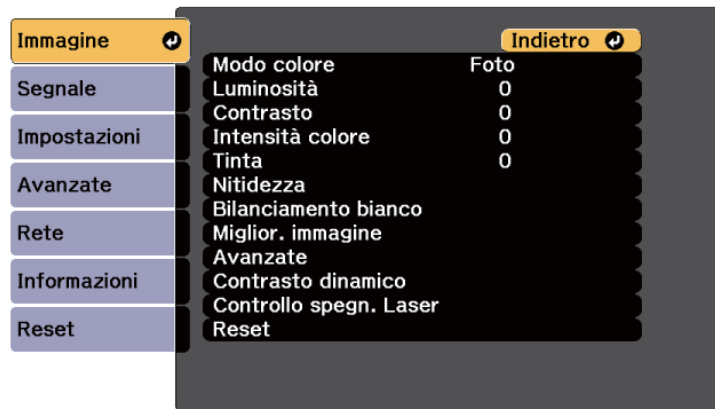 Immagine
Segnale
Impostazioni
Avanzate
Rete
Informazioni
Reset
Indietro
Modo colore Foto
Luminosità 0
Contrasto 0
Intensità colore 0
Tinta 0
Nitidezza
Bilanciamento bianco
Miglior. immagine
Avanzate
Contrasto dinamico
Controllo spegn. Laser
Reset